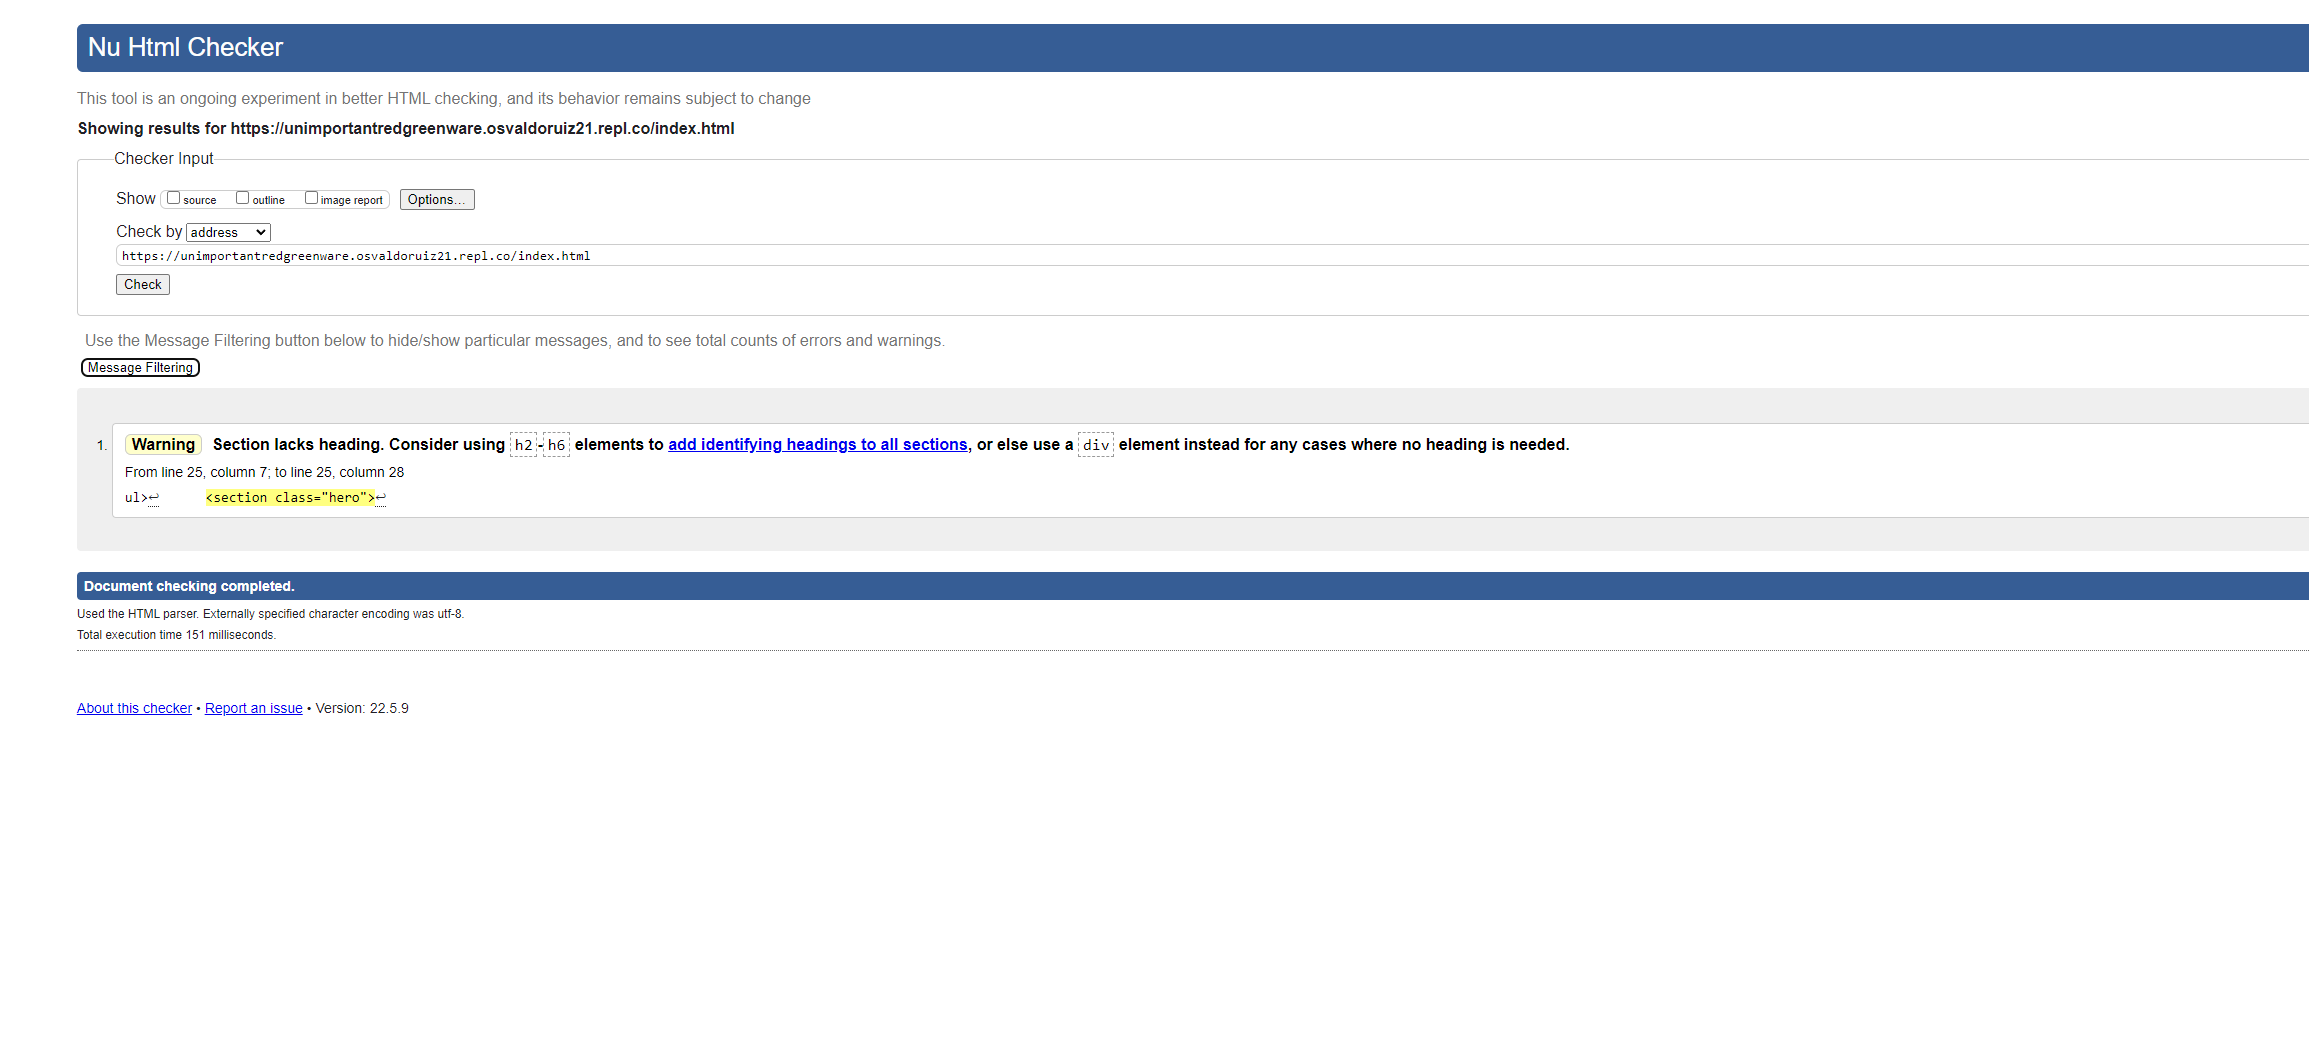 Nu Html Checker
This tool is an ongoing experiment in better HTML checking, and its behavior remains subject to change
Showing results for https://unimportantredgreenware.osvaldoruiz21.repl.co/index.html
Checker Input
Show source outline image report Options...
Check by address
https://unimportantredgreenware.osvaldoruiz21.repl.co/index.html
Check
Use the Message Filtering button below to hide/show particular messages, and to see total counts of errors and warnings.
Message Filtering
1. Warning Section lacks heading. Consider using h2-h6 elements to add identifying headings to all sections, or else use a div element instead for any cases where no heading is needed.
From line 25, column 7; to line 25, column 28
ul>↩ <section class="hero">↩
Document checking completed.
Used the HTML parser. Externally specified character encoding was utf-8.
Total execution time 151 milliseconds.
About this checker • Report an issue • Version: 22.5.9